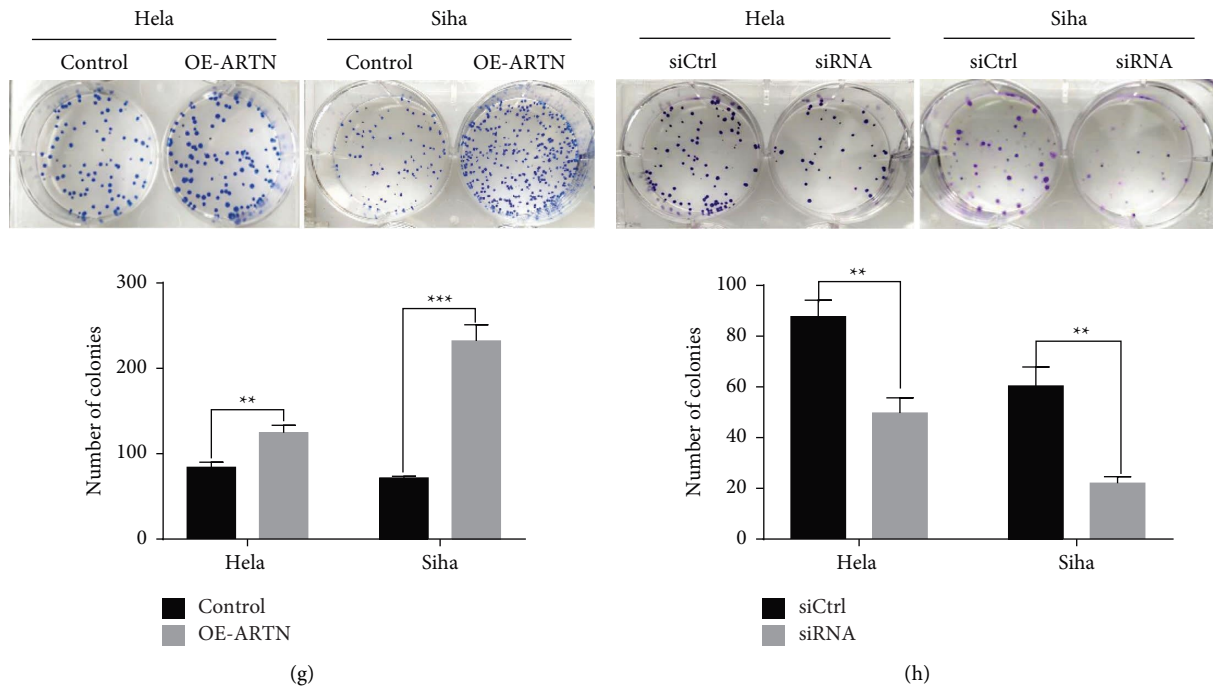 Hela
Siha
Control
OE-ARTN
Control
OE-ARTN
Number of colonies
300
200
100
0
**
***
Hela
Siha
Control
OE-ARTN
(g)
Hela
Siha
siCtrl
siRNA
siCtrl
siRNA
Number of colonies
100
80
60
40
20
0
**
**
Hela
Siha
siCtrl
siRNA
(h)